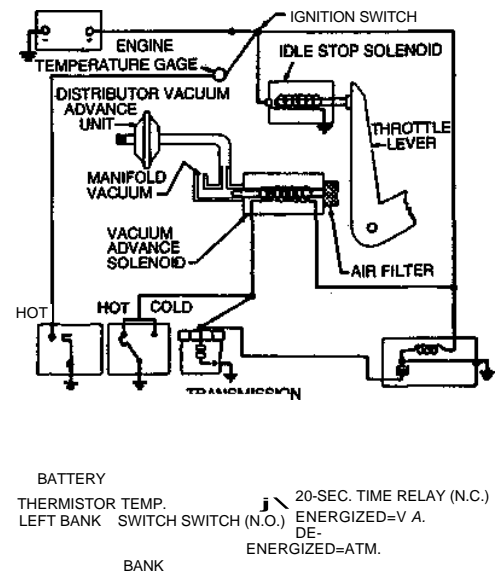 IGNITION SWITCH
ENGINE
TEMPERATURE GAGE
IDLE STOP SOLENOID
DISTRIBUTOR VACUUM
ADVANCE
UNIT
THROTTLE
LEVER
MANIFOLD
VACUUM
VACUUM
ADVANCE
SOLENOID
AIR FILTER
HOT
HOT COLD
TRANSMISSION
BATTERY
THERMISTOR TEMP.
LEFT BANK SWITCH SWITCH (N.O.)
BANK
j \ 20-SEC. TIME RELAY (N.C.)
ENERGIZED=V A.
DE-
ENERGIZED=ATM.